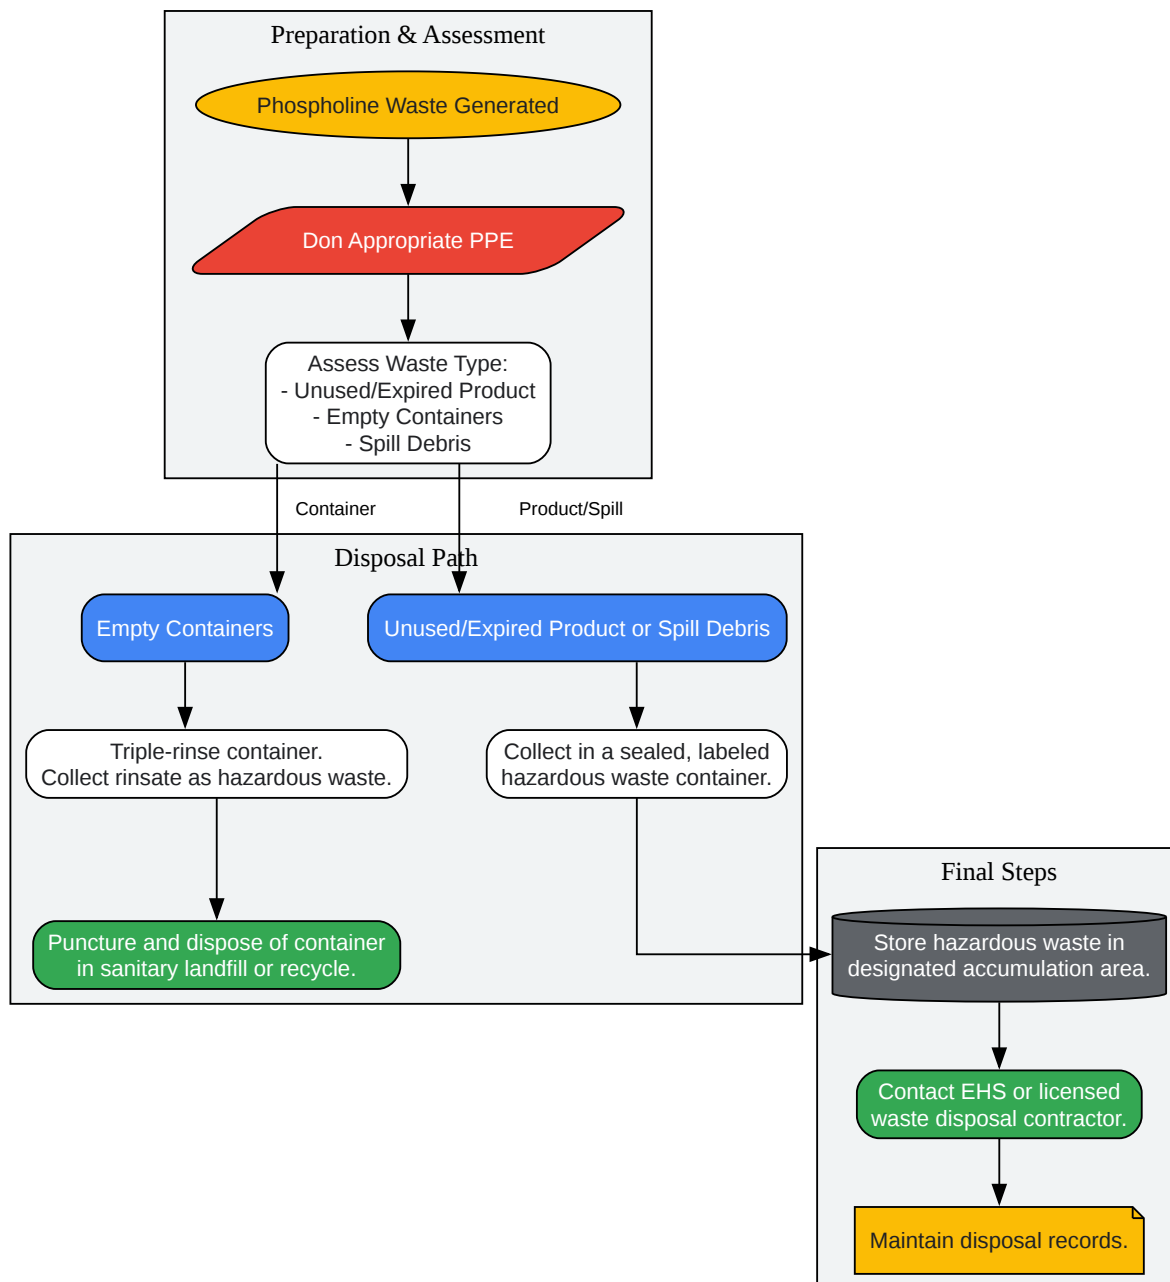 Preparation & Assessment
Phospholine Waste Generated
Don Appropriate PPE
Assess Waste Type:
- Unused/Expired Product
- Empty Containers
- Spill Debris
Container
Product/Spill
Disposal Path
Empty Containers
Unused/Expired Product or Spill Debris
Triple-rinse container.
Collect rinsate as hazardous waste.
Collect in a sealed, labeled
hazardous waste container.
Puncture and dispose of container
in sanitary landfill or recycle.
Final Steps
Store hazardous waste in
designated accumulation area.
Contact EHS or licensed
waste disposal contractor.
Maintain disposal records.